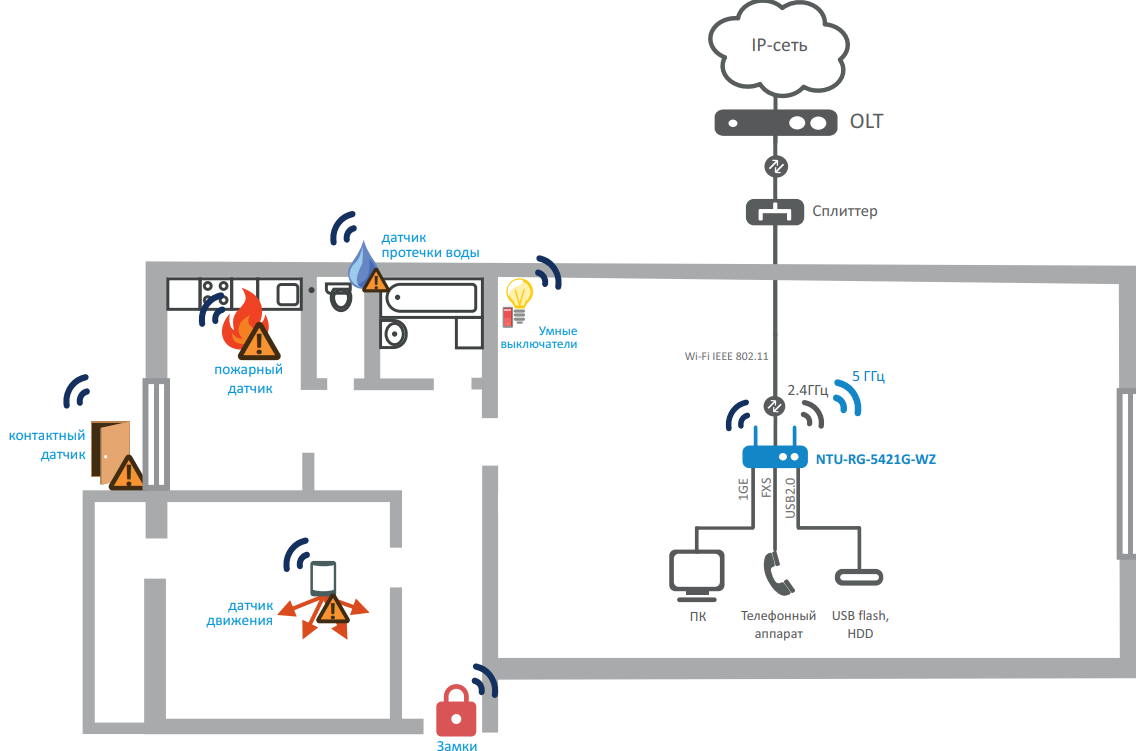 IP-сеть
OLT
Сплиттер
датчик
протечки воды
Умные
выключатели
пожарный
датчик
Wi-Fi IEEE 802.11
2.4ГГц
5 ГГц
контактный
датчик
NTU-RG-5421G-WZ
1GE
FXS
USB2.0
датчик
движения
ПК
Телефонный
аппарат
USB flash,
HDD
Замки